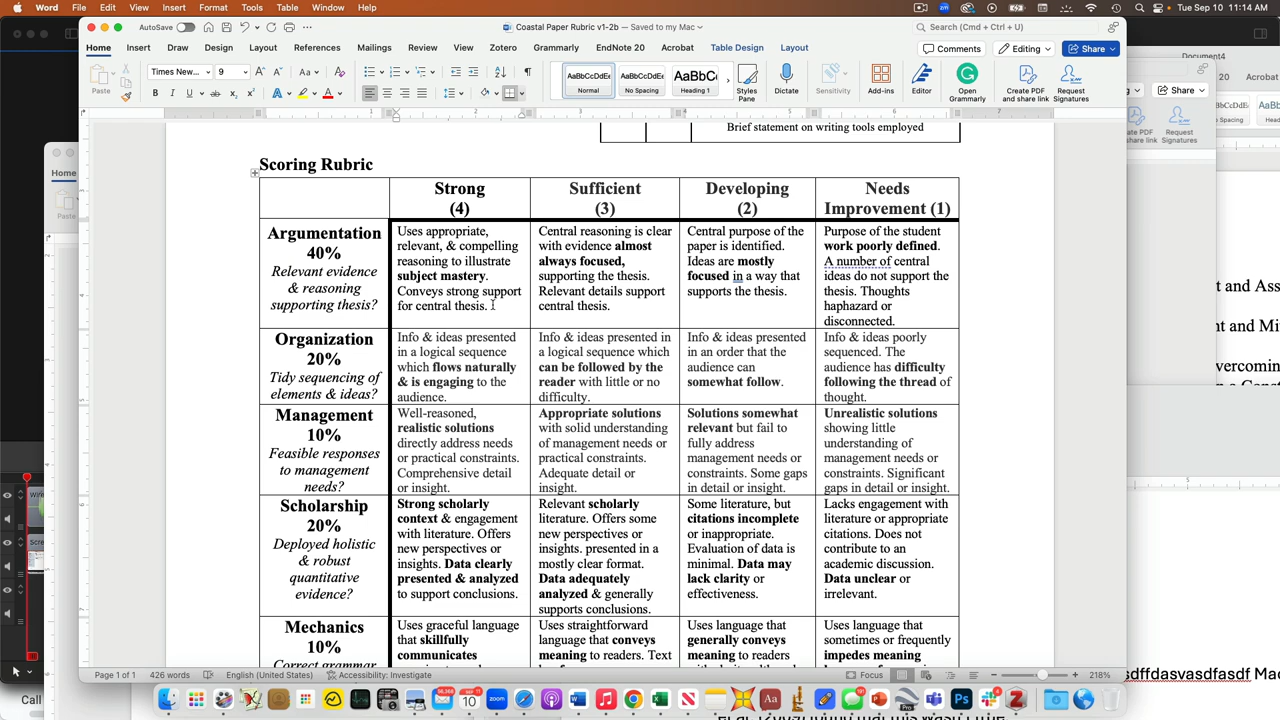 Word File Edit View Insert Format Tools Table Window Help Tue Sep 10 11:14 AM
AutoSave Coastal Paper Rubric v1-2b — Saved to my Mac Search (Cmd + Ctrl + U)
Document4
Home Insert Draw Design Layout References Mailings Review View Zotero Grammarly EndNote 20 Acrobat Table Design Layout Comments Editing Share
20 Acrobat
Paste Times New... 9 AaBbCcDdEe AaBbCcDdEe AaBbCcDd
Normal No Spacing Heading 1 Styles Pane Dictate Sensitivity Add-ins Editor Open Grammarly Create PDF and share link Request Signatures
Share
Home
Paste
Brief statement on writing tools employed
Scoring Rubric
Strong (4)
Sufficient (3)
Developing (2)
Needs Improvement (1)
Argumentation
40%
Relevant evidence
& reasoning
supporting thesis?
Uses appropriate,
relevant, & compelling
reasoning to illustrate
subject mastery.
Conveys strong support
for central thesis.
Central reasoning is clear
with evidence almost
always focused,
supporting the thesis.
Relevant details support
central thesis.
Central purpose of the
paper is identified.
Ideas are mostly
focused in a way that
supports the thesis.
Purpose of the student
work poorly defined.
A number of central
ideas do not support the
thesis. Thoughts
haphazard or
disconnected.
Organization
20%
Tidy sequencing of
elements & ideas?
Info & ideas presented
in a logical sequence
which flows naturally
& is engaging to the
audience.
Info & ideas presented in
a logical sequence which
can be followed by the
reader with little or no
difficulty.
Info & ideas presented
in an order that the
audience can
somewhat follow.
Info & ideas poorly
sequenced. The
audience has difficulty
following the thread of
thought.
Management
10%
Feasible responses
to management
needs?
Well-reasoned,
realistic solutions
directly address needs
or practical constraints.
Comprehensive detail
or insight.
Appropriate solutions
with solid understanding
of management needs or
practical constraints.
Adequate detail or
insight.
Solutions somewhat
relevant but fail to
fully address
management needs or
constraints. Some gaps
in detail or insight.
Unrealistic solutions
showing little
understanding of
management needs or
constraints. Significant
gaps in detail or insight.
Scholarship
20%
Deployed holistic
& robust
quantitative
evidence?
Strong scholarly
context & engagement
with literature. Offers
new perspectives or
insights. Data clearly
presented & analyzed
to support conclusions.
Relevant scholarly
literature. Offers some
new perspectives or
insights. presented in a
mostly clear format.
Data adequately
analyzed & generally
supports conclusions.
Some literature, but
citations incomplete
or inappropriate.
Evaluation of data is
minimal. Data may
lack clarity or
effectiveness.
Lacks engagement with
literature or appropriate
citations. Does not
contribute to an
academic discussion.
Data unclear or
irrelevant.
Mechanics
10%
Correct grammar
Uses graceful language
that skillfully
communicates
Uses straightforward
language that conveys
meaning to readers. Text
Uses language that
generally conveys
meaning to readers
Uses language that
sometimes or frequently
impedes meaning
Page 1 of 1 426 words English (United States) Accessibility: Investigate Focus 218%
Call